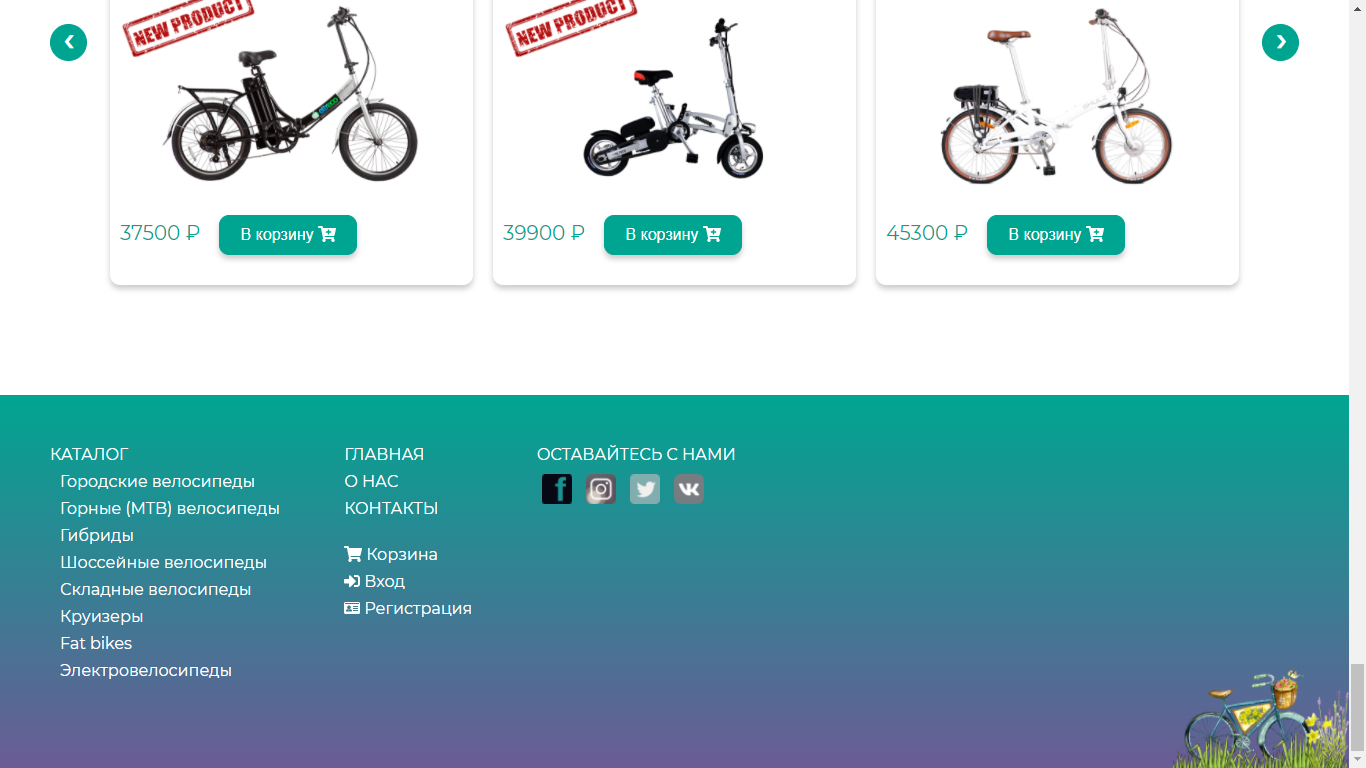 NEW PRODUCT
NEW PRODUCT
37500 ₽
В корзину
39900 ₽
В корзину
45300 ₽
В корзину
КАТАЛОГ
Городские велосипеды
Горные (МТВ) велосипеды
Гибриды
Шоссейные велосипеды
Складные велосипеды
Круизеры
Fat bikes
Электровелосипеды
ГЛАВНАЯ
О НАС
КОНТАКТЫ
Корзина
Вход
Регистрация
ОСТАВАЙТЕСЬ С НАМИ